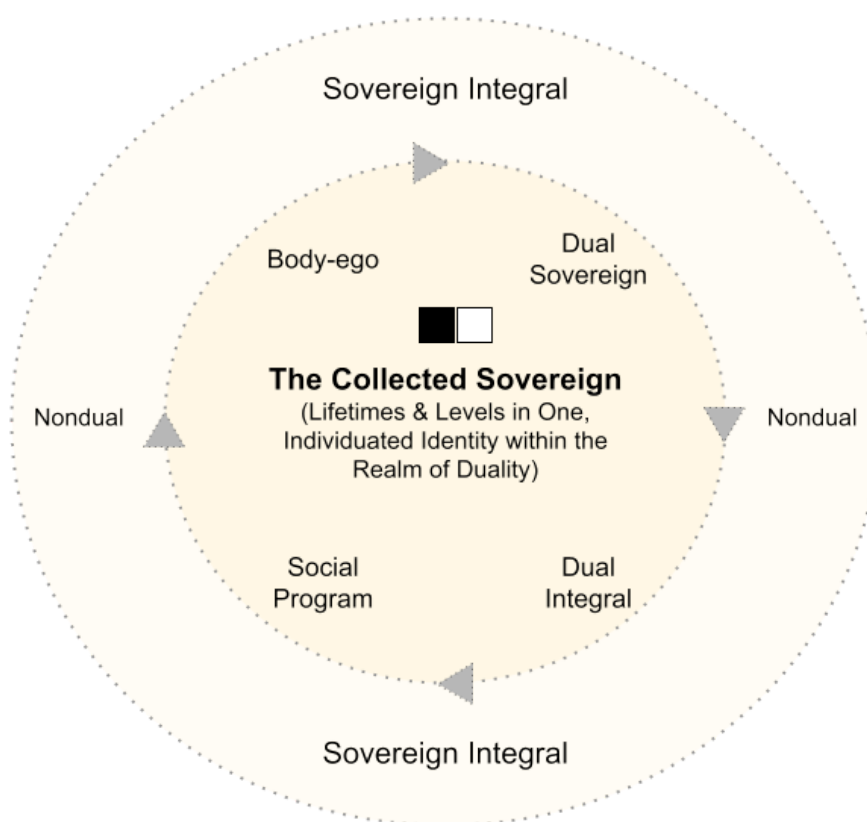 Sovereign Integral
Body-ego
Dual
Sovereign
The Collected Sovereign
(Lifetimes & Levels in One,
Individuated Identity within the
Realm of Duality)
Nondual
Nondual
Social
Program
Dual
Integral
Sovereign Integral